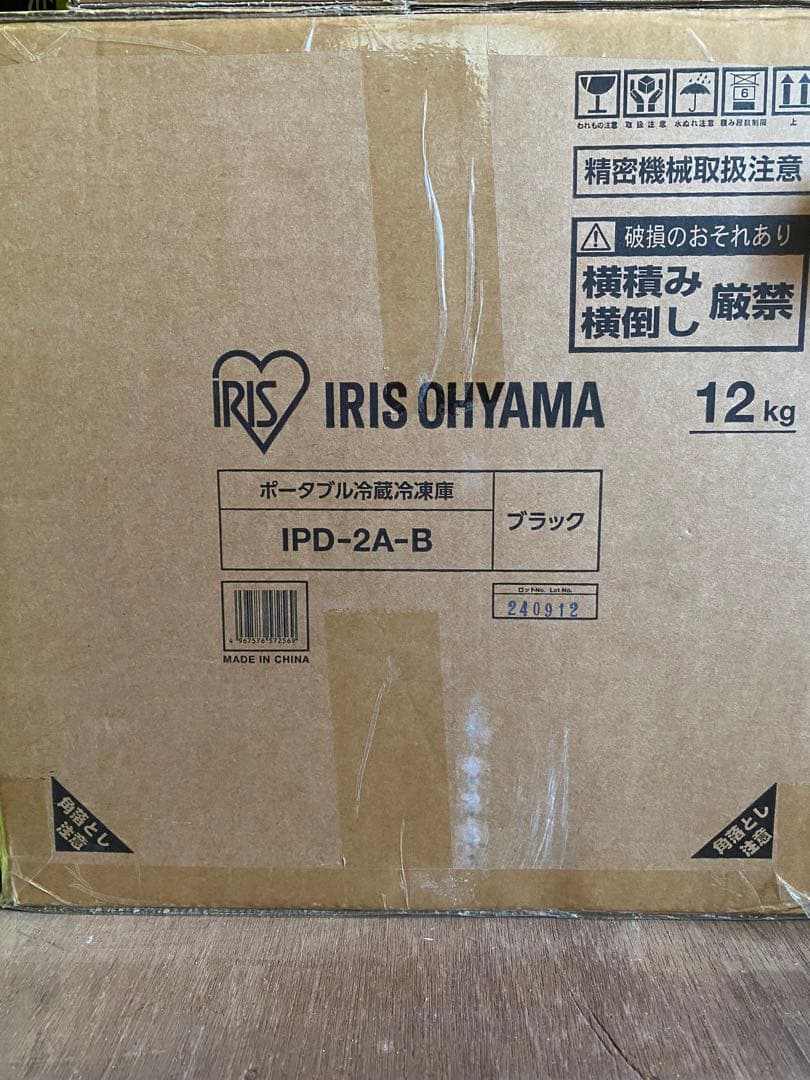 われもの注意 取扱注意 水ぬれ注意 積み段数制限 上
6
精密機械取扱注意
破損のおそれあり
横積み
横倒し
厳禁
IRIS
IRIS OHYAMA
12kg
ポータブル冷蔵冷凍庫
IPD-2A-B
ブラック
ロットNo. Lot No.
240912
4 967576 572569
MADE IN CHINA
角落とし
注意
角落とし
注意